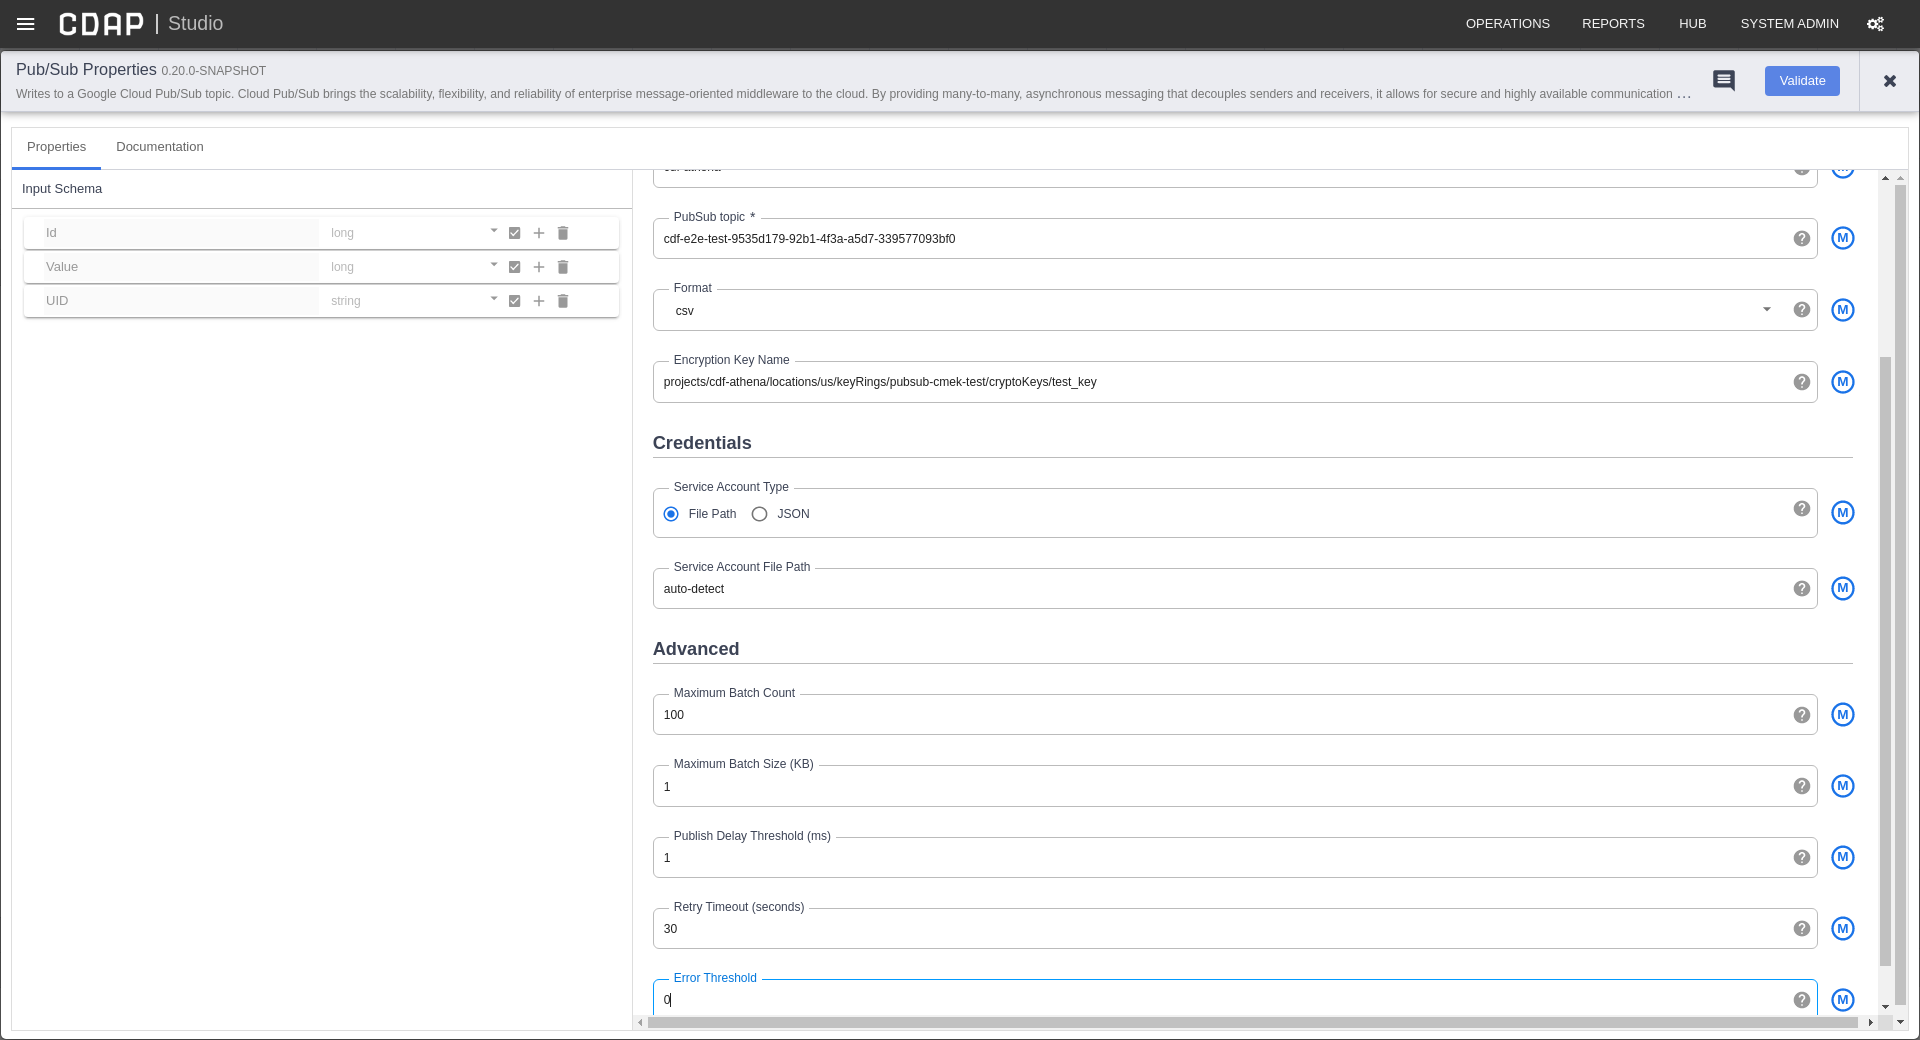 CDAP | Studio
OPERATIONS REPORTS HUB SYSTEM ADMIN
Pub/Sub Properties 0.20.0-SNAPSHOT
Writes to a Google Cloud Pub/Sub topic. Cloud Pub/Sub brings the scalability, flexibility, and reliability of enterprise message-oriented middleware to the cloud. By providing many-to-many, asynchronous messaging that decouples senders and receivers, it allows for secure and highly available communication ...
Validate
Properties Documentation
Input Schema
Id long
Value long
UID string
PubSub topic *
cdf-e2e-test-9535d179-92b1-4f3a-a5d7-339577093bf0
M
Format
csv
M
Encryption Key Name
projects/cdf-athena/locations/us/keyRings/pubsub-cmek-test/cryptoKeys/test_key
M
Credentials
Service Account Type
File Path JSON
M
Service Account File Path
auto-detect
M
Advanced
Maximum Batch Count
100
M
Maximum Batch Size (KB)
1
M
Publish Delay Threshold (ms)
1
M
Retry Timeout (seconds)
30
M
Error Threshold
0
M